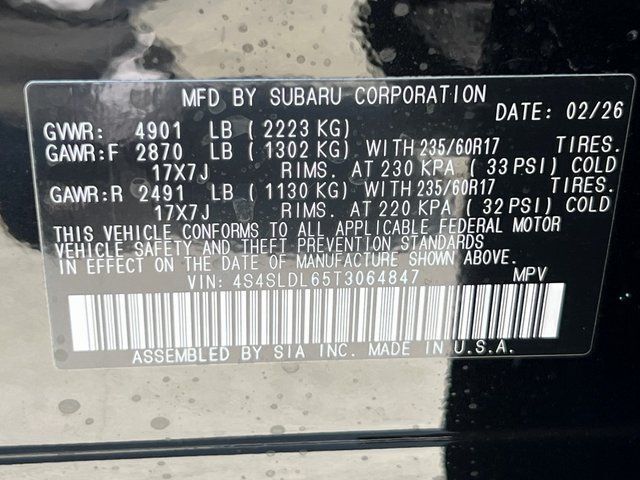 MFD BY SUBARU CORPORATION DATE: 02/26
GVWR: 4901 LB ( 2223 KG)
GAWR:F 2870 LB ( 1302 KG) WITH 235/60R17 TIRES.
17X7J RIMS. AT 230 KPA ( 33 PSI) COLD
GAWR:R 2491 LB ( 1130 KG) WITH 235/60R17 TIRES.
17X7J RIMS. AT 220 KPA ( 32 PSI) COLD
THIS VEHICLE CONFORMS TO ALL APPLICABLE FEDERAL MOTOR
VEHICLE SAFETY AND THEFT PREVENTION STANDARDS
IN EFFECT ON THE DATE OF MANUFACTURE SHOWN ABOVE.
VIN: 4S4SLDL65T3064847 MPV
ASSEMBLED BY SIA INC. MADE IN U.S.A.